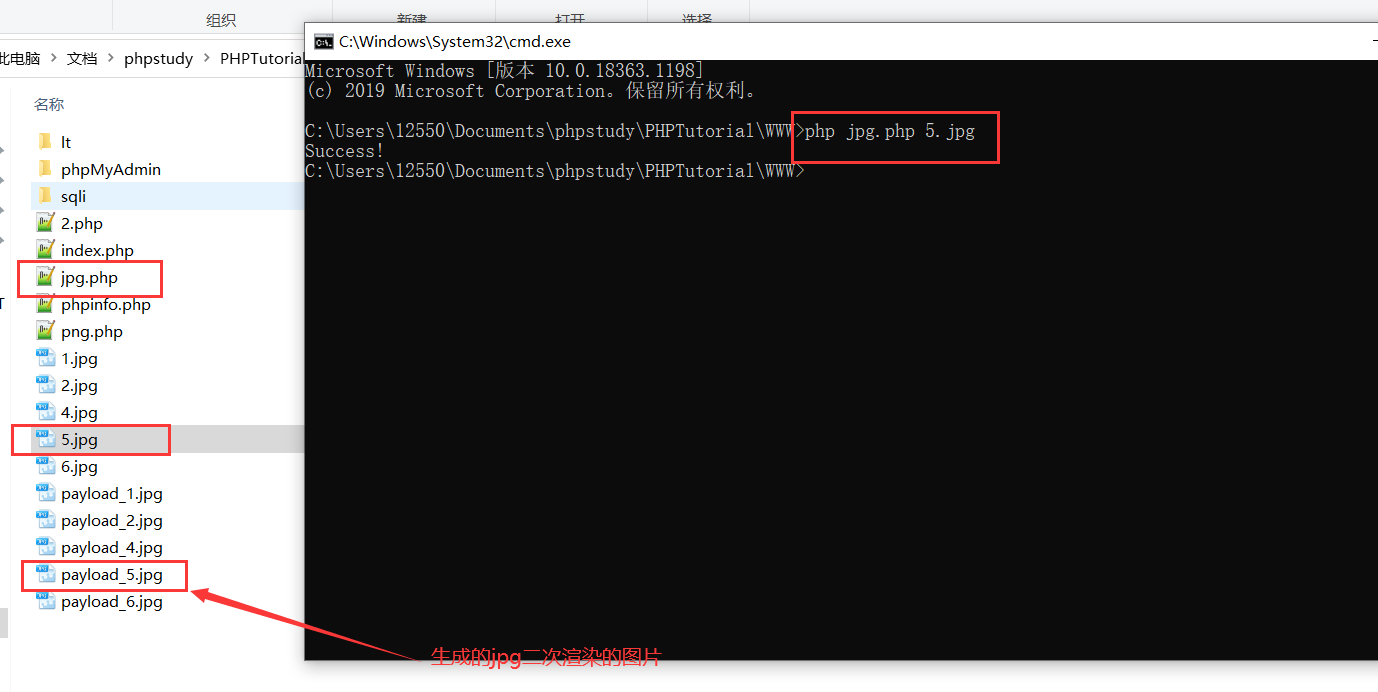 组织
新建
打开
选择
此电脑 > 文档 > phpstudy > PHPTutorial
名称
lt
phpMyAdmin
sqli
2.php
index.php
jpg.php
phpinfo.php
png.php
1.jpg
2.jpg
4.jpg
5.jpg
6.jpg
payload_1.jpg
payload_2.jpg
payload_4.jpg
payload_5.jpg
payload_6.jpg
C:\Windows\System32\cmd.exe
Microsoft Windows [版本 10.0.18363.1198]
(c) 2019 Microsoft Corporation。保留所有权利。
C:\Users\12550\Documents\phpstudy\PHPTutorial\WWW>php jpg.php 5.jpg
Success!
C:\Users\12550\Documents\phpstudy\PHPTutorial\WWW>
生成的jpg二次渲染的图片